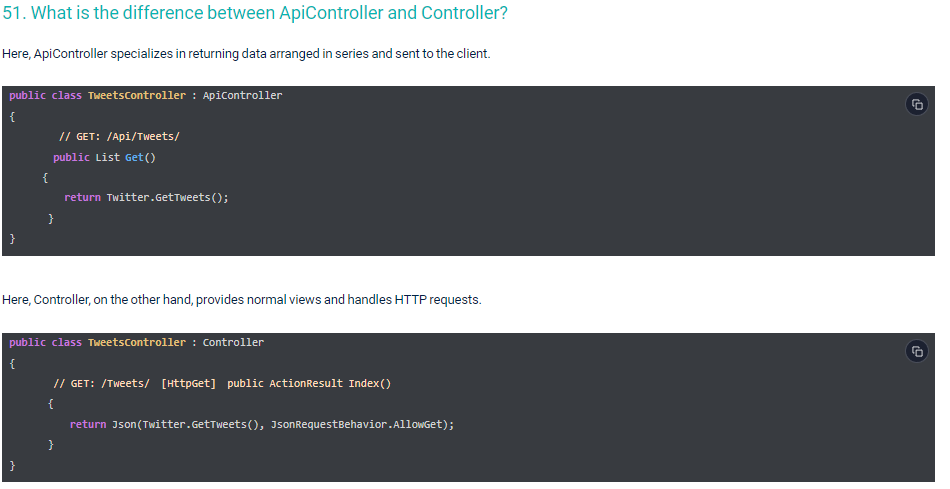 51. What is the difference between ApiController and Controller?
Here, ApiController specializes in returning data arranged in series and sent to the client.
public class TweetsController : ApiController
{
// GET: /Api/Tweets/
public List Get()
{
return Twitter.GetTweets();
}
}
Here, Controller, on the other hand, provides normal views and handles HTTP requests.
public class TweetsController : Controller
{
// GET: /Tweets/  [HttpGet]  public ActionResult Index()
{
return Json(Twitter.GetTweets(), JsonRequestBehavior.AllowGet);
}
}